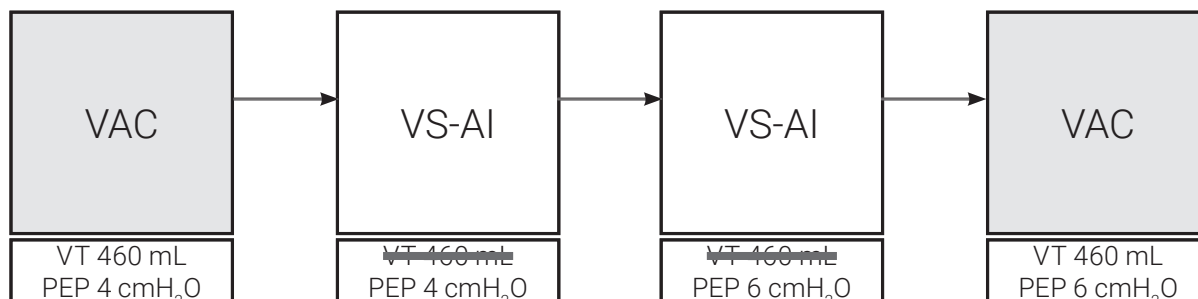 VAC
VS-AI
VS-AI
VAC
VT 460 mL
PEP 4 cmH₂O
VT 460 mL
PEP 4 cmH₂O
VT 460 mL
PEP 6 cmH₂O
VT 460 mL
PEP 6 cmH₂O